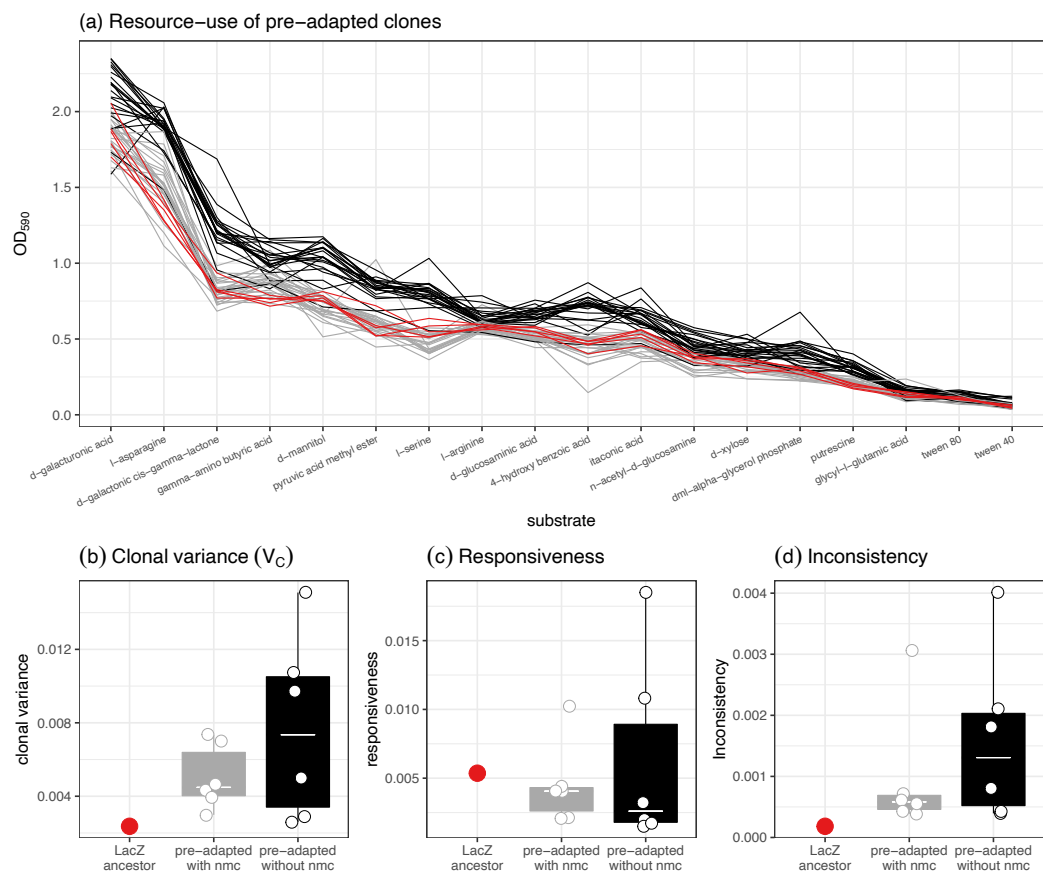 (a) Resource−use of pre−adapted clones
2.0
1.5
1.0
0.5
0.0
OD590
d−galacturonic acid
l−asparagine
d−galactonic cis−gamma−lactone
gamma−amino butyric acid
d−mannitol
pyruvic acid methyl ester
l−serine
l−arginine
d−glucosaminic acid
4−hydroxy benzoic acid
itaconic acid
n−acetyl−d−glucosamine
d−xylose
dml−alpha−glycerol phosphate
putrescine
glycyl−l−glutamic acid
tween 80
tween 40
substrate
(b) Clonal variance (VC)
0.012
0.008
0.004
clonal variance
LacZ
ancestor
pre−adapted
with nmc
pre−adapted
without nmc
(c) Responsiveness
0.015
0.010
0.005
responsiveness
LacZ
ancestor
pre−adapted
with nmc
pre−adapted
without nmc
(d) Inconsistency
0.004
0.003
0.002
0.001
0.000
Inconsistency
LacZ
ancestor
pre−adapted
with nmc
pre−adapted
without nmc